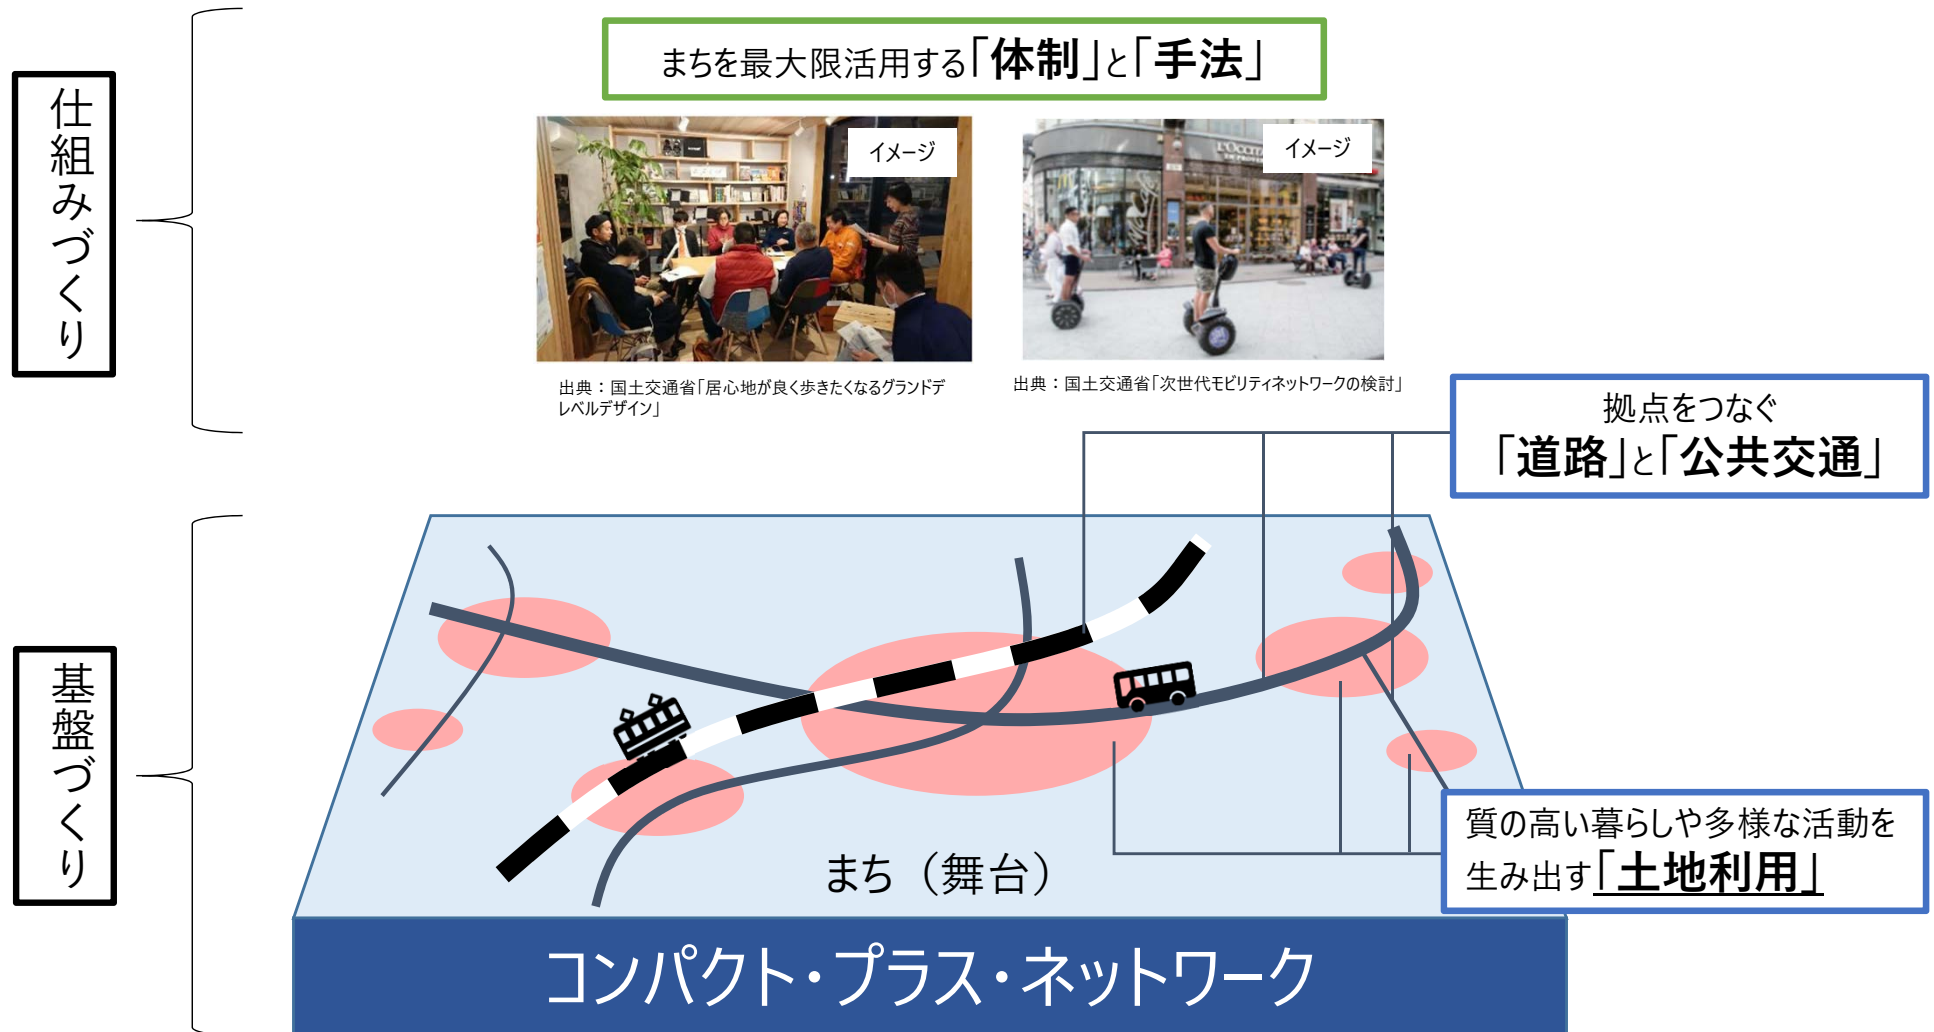 まちを最大限活用する「体制」と「手法」
仕組みづくり
イメージ
イメージ
L'OCCITA
EN PROVEN
出典：国土交通省「居心地が良く歩きたくなるグランドデ
レベルデザイン」
出典：国土交通省「次世代モビリティネットワークの検討」
拠点をつなぐ
「道路」と「公共交通」
基盤づくり
質の高い暮らしや多様な活動を
生み出す「土地利用」
まち（舞台）
コンパクト・プラス・ネットワーク